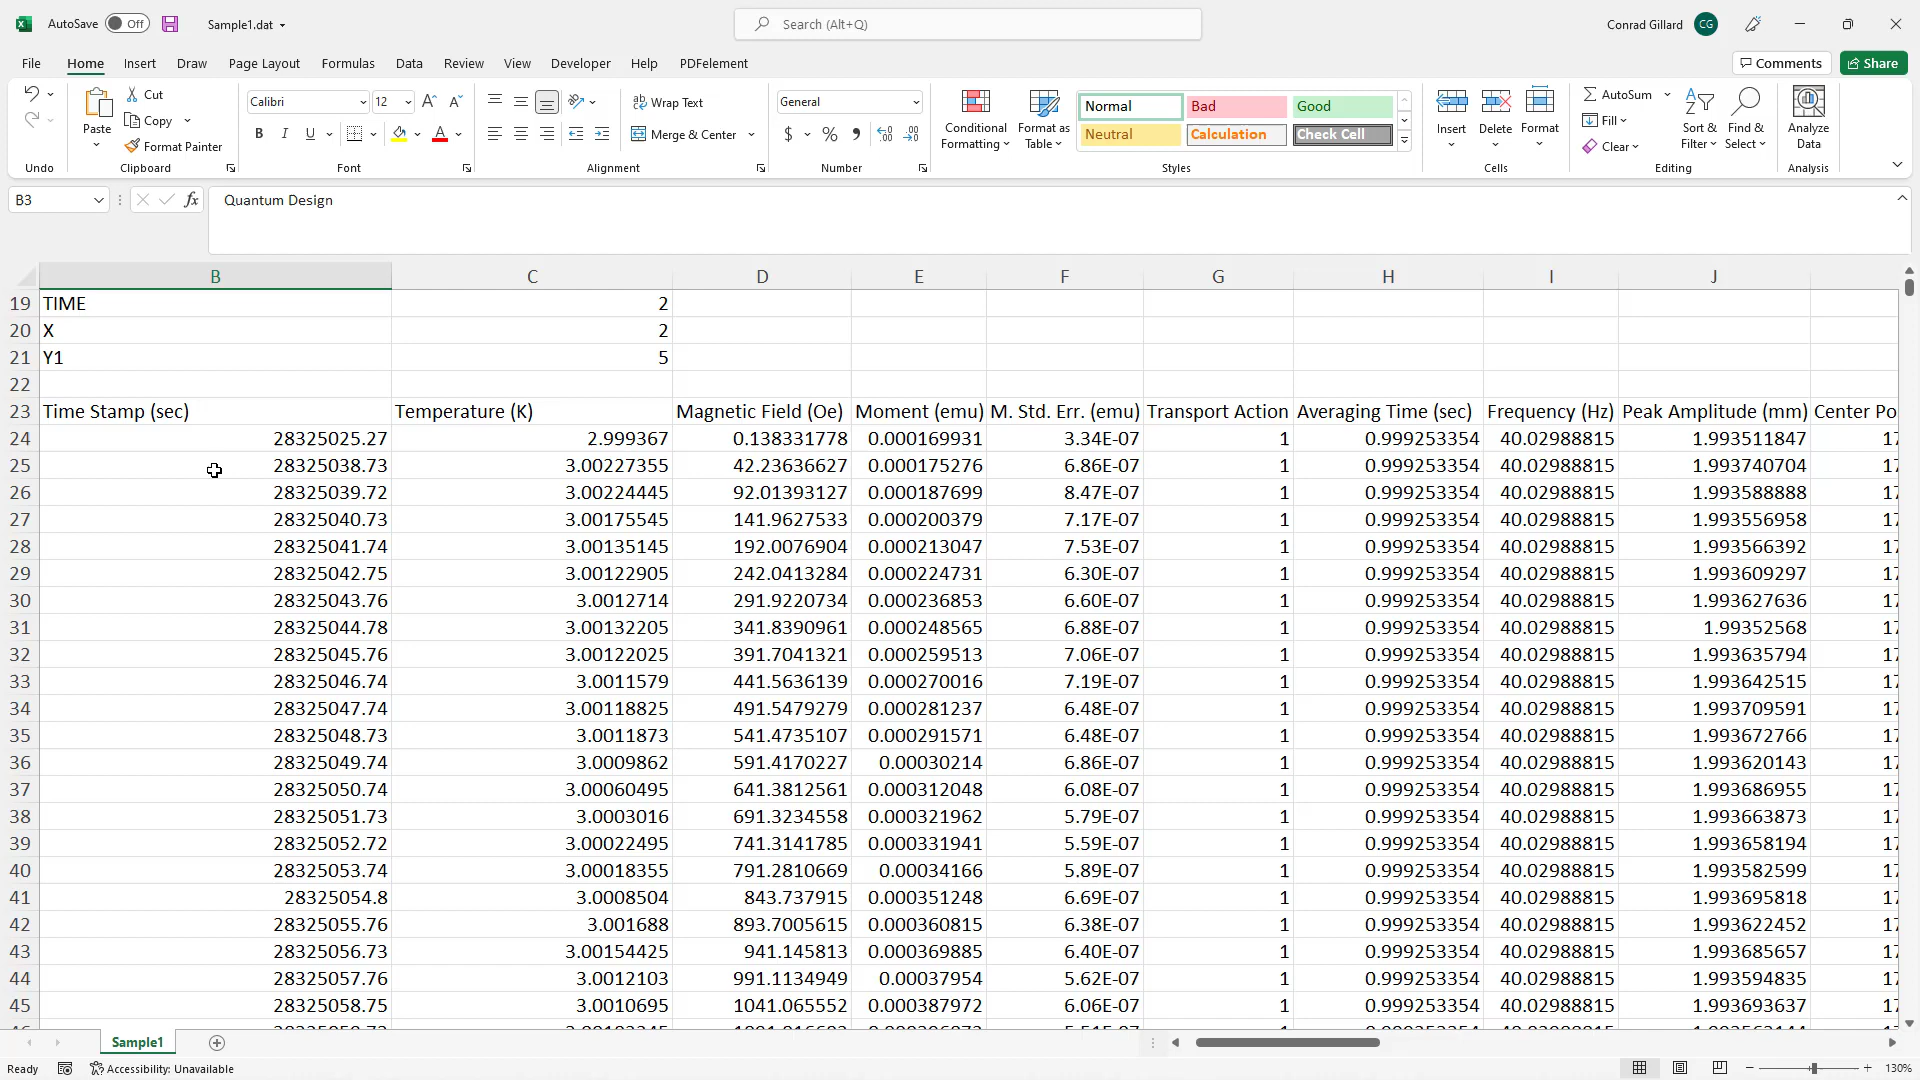 AutoSave Off Sample1.dat Search (Alt+Q) Conrad Gillard CG
File Home Insert Draw Page Layout Formulas Data Review View Developer Help PDFelement Comments Share
Cut Calibri 12 Wrap Text General Normal Bad Good AutoSum
Paste Copy Conditional Formatting Format as Table Insert Delete Format Fill Sort & Filter Find & Select Analyze Data
Format Painter B I U Merge & Center $ % Neutral Calculation Check Cell Clear
Undo Clipboard Font Alignment Number Styles Cells Editing Analysis
B3 fx Quantum Design
B C D E F G H I J
19 TIME 2
20 X 2
21 Y1 5
22
23 Time Stamp (sec) Temperature (K) Magnetic Field (Oe) Moment (emu) M. Std. Err. (emu) Transport Action Averaging Time (sec) Frequency (Hz) Peak Amplitude (mm) Center Po
24 28325025.27 2.999367 0.138331778 0.000169931 3.34E-07 1 0.999253354 40.02988815 1.993511847 17
25 28325038.73 3.00227355 42.23636627 0.000175276 6.86E-07 1 0.999253354 40.02988815 1.993740704 17
26 28325039.72 3.00224445 92.01393127 0.000187699 8.47E-07 1 0.999253354 40.02988815 1.993588888 17
27 28325040.73 3.00175545 141.9627533 0.000200379 7.17E-07 1 0.999253354 40.02988815 1.993556958 17
28 28325041.74 3.00135145 192.0076904 0.000213047 7.53E-07 1 0.999253354 40.02988815 1.993566392 17
29 28325042.75 3.00122905 242.0413284 0.000224731 6.30E-07 1 0.999253354 40.02988815 1.993609297 17
30 28325043.76 3.0012714 291.9220734 0.000236853 6.60E-07 1 0.999253354 40.02988815 1.993627636 17
31 28325044.78 3.00132205 341.8390961 0.000248565 6.88E-07 1 0.999253354 40.02988815 1.99352568 17
32 28325045.76 3.00122025 391.7041321 0.000259513 7.06E-07 1 0.999253354 40.02988815 1.993635794 17
33 28325046.74 3.0011579 441.5636139 0.000270016 7.19E-07 1 0.999253354 40.02988815 1.993642515 17
34 28325047.74 3.00118825 491.5479279 0.000281237 6.48E-07 1 0.999253354 40.02988815 1.993709591 17
35 28325048.73 3.0011873 541.4735107 0.000291571 6.48E-07 1 0.999253354 40.02988815 1.993672766 17
36 28325049.74 3.0009862 591.4170227 0.00030214 6.86E-07 1 0.999253354 40.02988815 1.993620143 17
37 28325050.74 3.00060495 641.3812561 0.000312048 6.08E-07 1 0.999253354 40.02988815 1.993686955 17
38 28325051.73 3.0003016 691.3234558 0.000321962 5.79E-07 1 0.999253354 40.02988815 1.993663873 17
39 28325052.72 3.00022495 741.3141785 0.000331941 5.59E-07 1 0.999253354 40.02988815 1.993658194 17
40 28325053.74 3.00018355 791.2810669 0.00034166 5.89E-07 1 0.999253354 40.02988815 1.993582599 17
41 28325054.8 3.0008504 843.737915 0.000351248 6.69E-07 1 0.999253354 40.02988815 1.993695818 17
42 28325055.76 3.001688 893.7005615 0.000360815 6.38E-07 1 0.999253354 40.02988815 1.993622452 17
43 28325056.73 3.00154425 941.145813 0.000369885 6.40E-07 1 0.999253354 40.02988815 1.993685657 17
44 28325057.76 3.0012103 991.1134949 0.00037954 5.62E-07 1 0.999253354 40.02988815 1.993594835 17
45 28325058.75 3.0010695 1041.065552 0.000387972 6.06E-07 1 0.999253354 40.02988815 1.993693637 17
Sample1
Ready Accessibility: Unavailable 130%